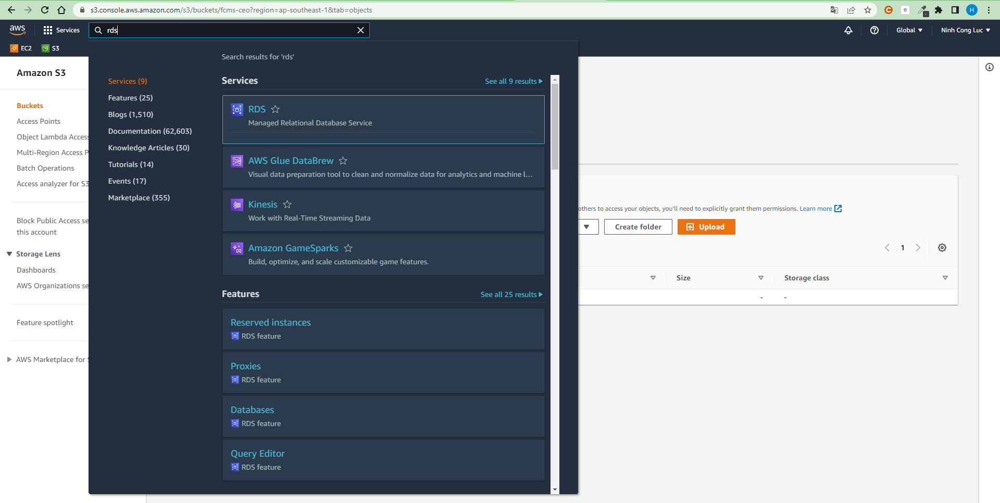 s3.console.aws.amazon.com/s3/buckets/fcms-ceo?region=ap-southeast-1&tab=objects
C
B
H
aws
Services
rds
Global
Ninh Cong Luc
EC2
S3
Amazon S3
Buckets
Access Points
Object Lambda Access
Multi-Region Access P
Batch Operations
Access analyzer for S3
Block Public Access se
this account
Storage Lens
Dashboards
AWS Organizations se
Feature spotlight
AWS Marketplace for S
Search results for 'rds'
Services (9)
Features (25)
Blogs (1,510)
Documentation (62,603)
Knowledge Articles (30)
Tutorials (14)
Events (17)
Marketplace (355)
Services
See all 9 results
RDS
Managed Relational Database Service
AWS Glue DataBrew
Visual data preparation tool to clean and normalize data for analytics and machine l...
Kinesis
Work with Real-Time Streaming Data
Amazon GameSparks
Build, optimize, and scale customizable game features.
Features
See all 25 results
Reserved instances
RDS feature
Proxies
RDS feature
Databases
RDS feature
Query Editor
RDS feature
others to access your objects, you'll need to explicitly grant them permissions. Learn more
Create folder
Upload
1
Size
Storage class
-
-